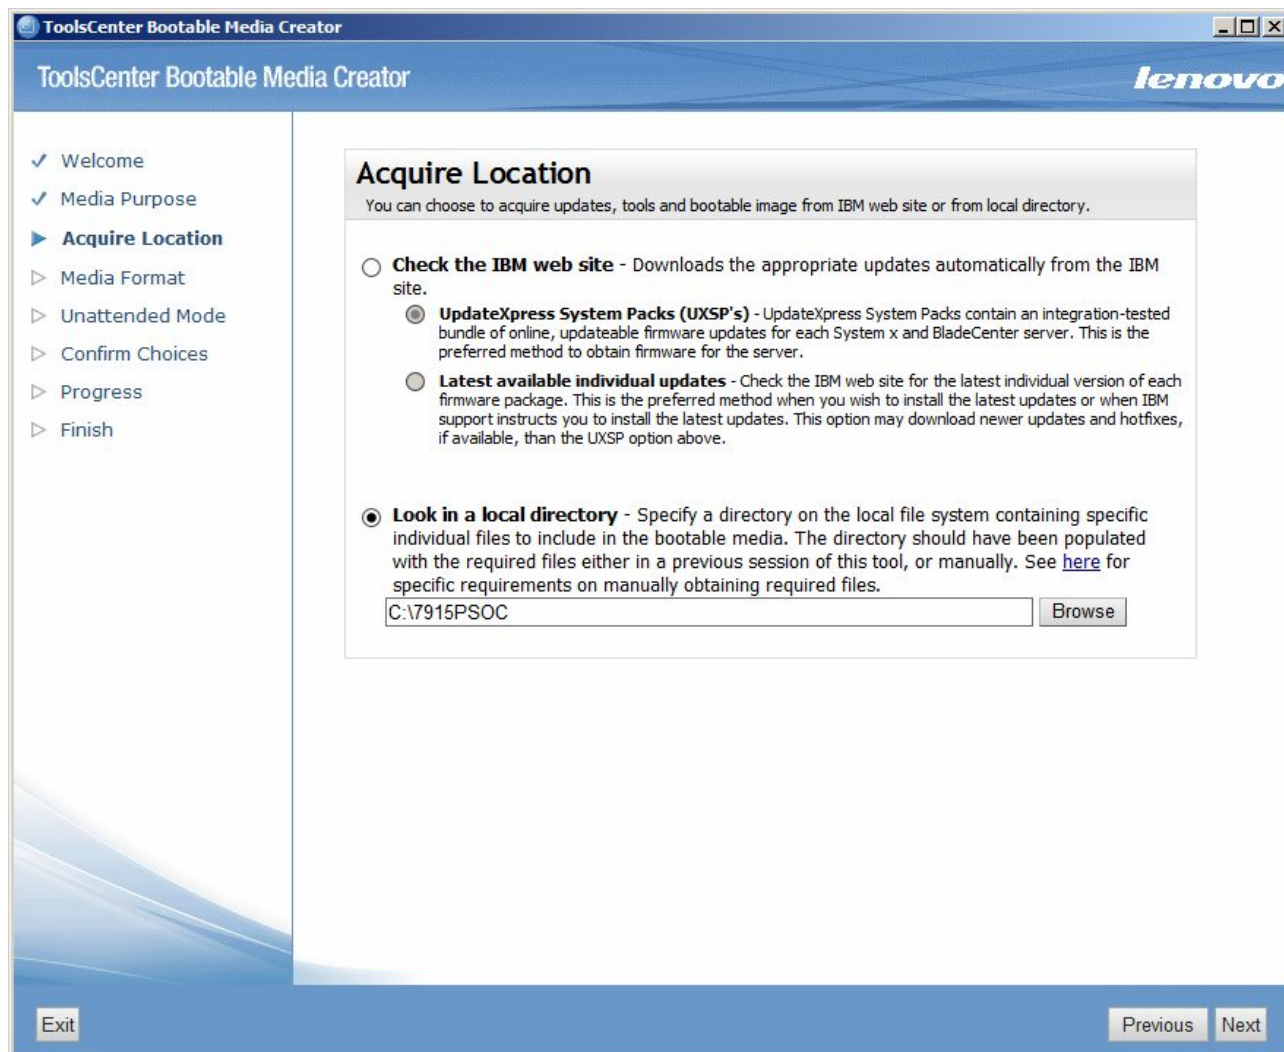 ToolsCenter Bootable Media Creator
ToolsCenter Bootable Media Creator
lenovo
Welcome
Media Purpose
Acquire Location
Media Format
Unattended Mode
Confirm Choices
Progress
Finish
Acquire Location
You can choose to acquire updates, tools and bootable image from IBM web site or from local directory.
Check the IBM web site - Downloads the appropriate updates automatically from the IBM
site.
UpdateXpress System Packs (UXSP's) - UpdateXpress System Packs contain an integration-tested
bundle of online, updateable firmware updates for each System x and BladeCenter server. This is the
preferred method to obtain firmware for the server.
Latest available individual updates - Check the IBM web site for the latest individual version of each
firmware package. This is the preferred method when you wish to install the latest updates or when IBM
support instructs you to install the latest updates. This option may download newer updates and hotfixes,
if available, than the UXSP option above.
Look in a local directory - Specify a directory on the local file system containing specific
individual files to include in the bootable media. The directory should have been populated
with the required files either in a previous session of this tool, or manually. See here for
specific requirements on manually obtaining required files.
C:\7915PSOC
Browse
Exit
Previous
Next